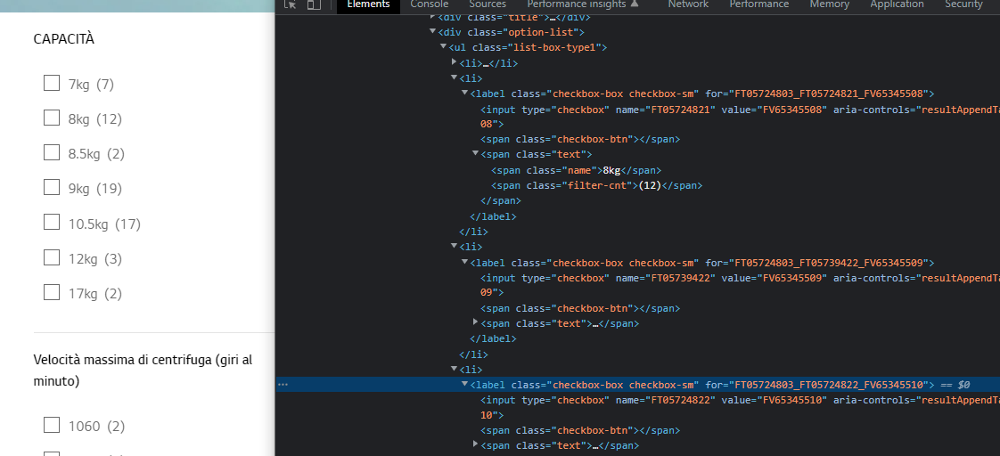 CAPACITÀ
7kg (7)
8kg (12)
8.5kg (2)
9kg (19)
10.5kg (17)
12kg (3)
17kg (2)
Velocità massima di centrifuga (giri al
minuto)
1060 (2)
Elements Console Sources Performance insights Network Performance Memory Application Security
<div class="title">…</div>
<div class="option-list">
<ul class="list-box-type1">
<li>…</li>
<li>
<label class="checkbox-box checkbox-sm" for="FT05724803_FT05724821_FV65345508">
<input type="checkbox" name="FT05724821" value="FV65345508" aria-controls="resultAppendTa
08">
<span class="checkbox-btn"></span>
<span class="text">
<span class="name">8kg</span>
<span class="filter-cnt">(12)</span>
</span>
</label>
</li>
<li>
<label class="checkbox-box checkbox-sm" for="FT05724803_FT05739422_FV65345509">
<input type="checkbox" name="FT05739422" value="FV65345509" aria-controls="resultAppendTa
09">
<span class="checkbox-btn"></span>
<span class="text">…</span>
</label>
</li>
<li>
<label class="checkbox-box checkbox-sm" for="FT05724803_FT05724822_FV65345510"> == $0
<input type="checkbox" name="FT05724822" value="FV65345510" aria-controls="resultAppendTa
10">
<span class="checkbox-btn"></span>
<span class="text">…</span>